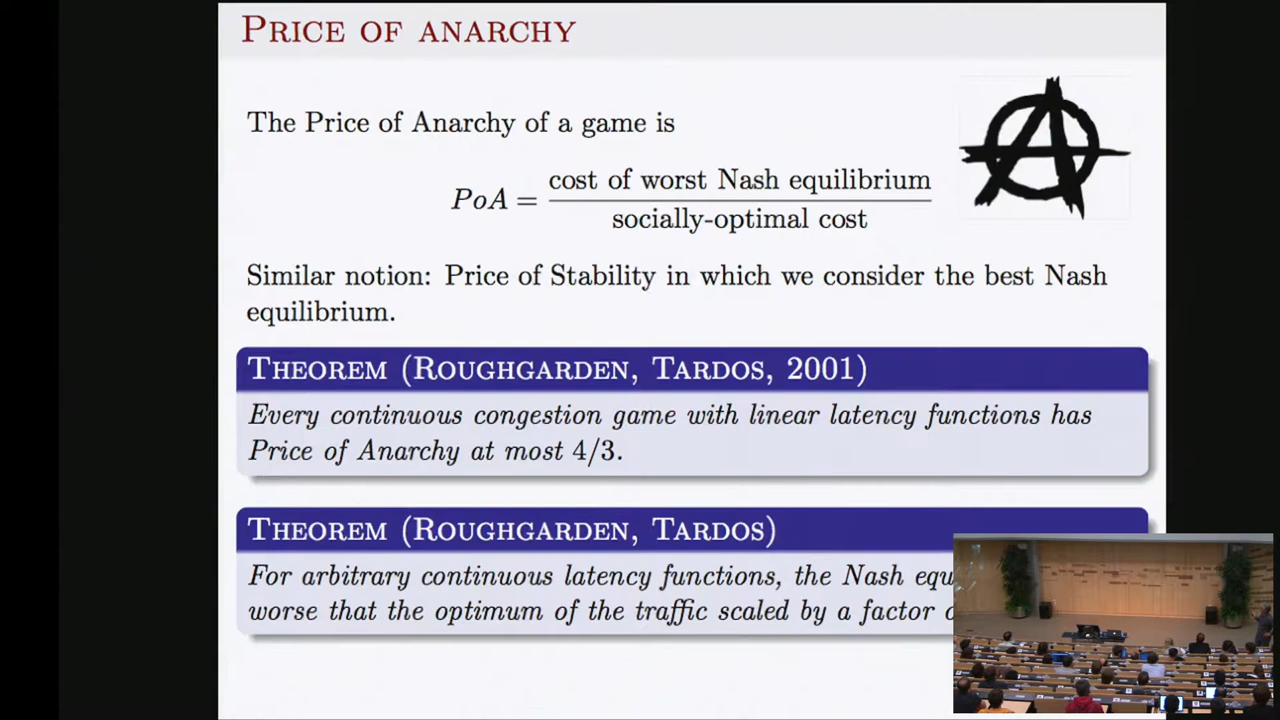 PRICE OF ANARCHY
The Price of Anarchy of a game is
PoA = cost of worst Nash equilibrium / socially-optimal cost
Similar notion: Price of Stability in which we consider the best Nash
equilibrium.
THEOREM (ROUGHGARDEN, TARDOS, 2001)
Every continuous congestion game with linear latency functions has
Price of Anarchy at most 4/3.
THEOREM (ROUGHGARDEN, TARDOS)
For arbitrary continuous latency functions, the Nash
worse that the optimum of the traffic scaled by a factor